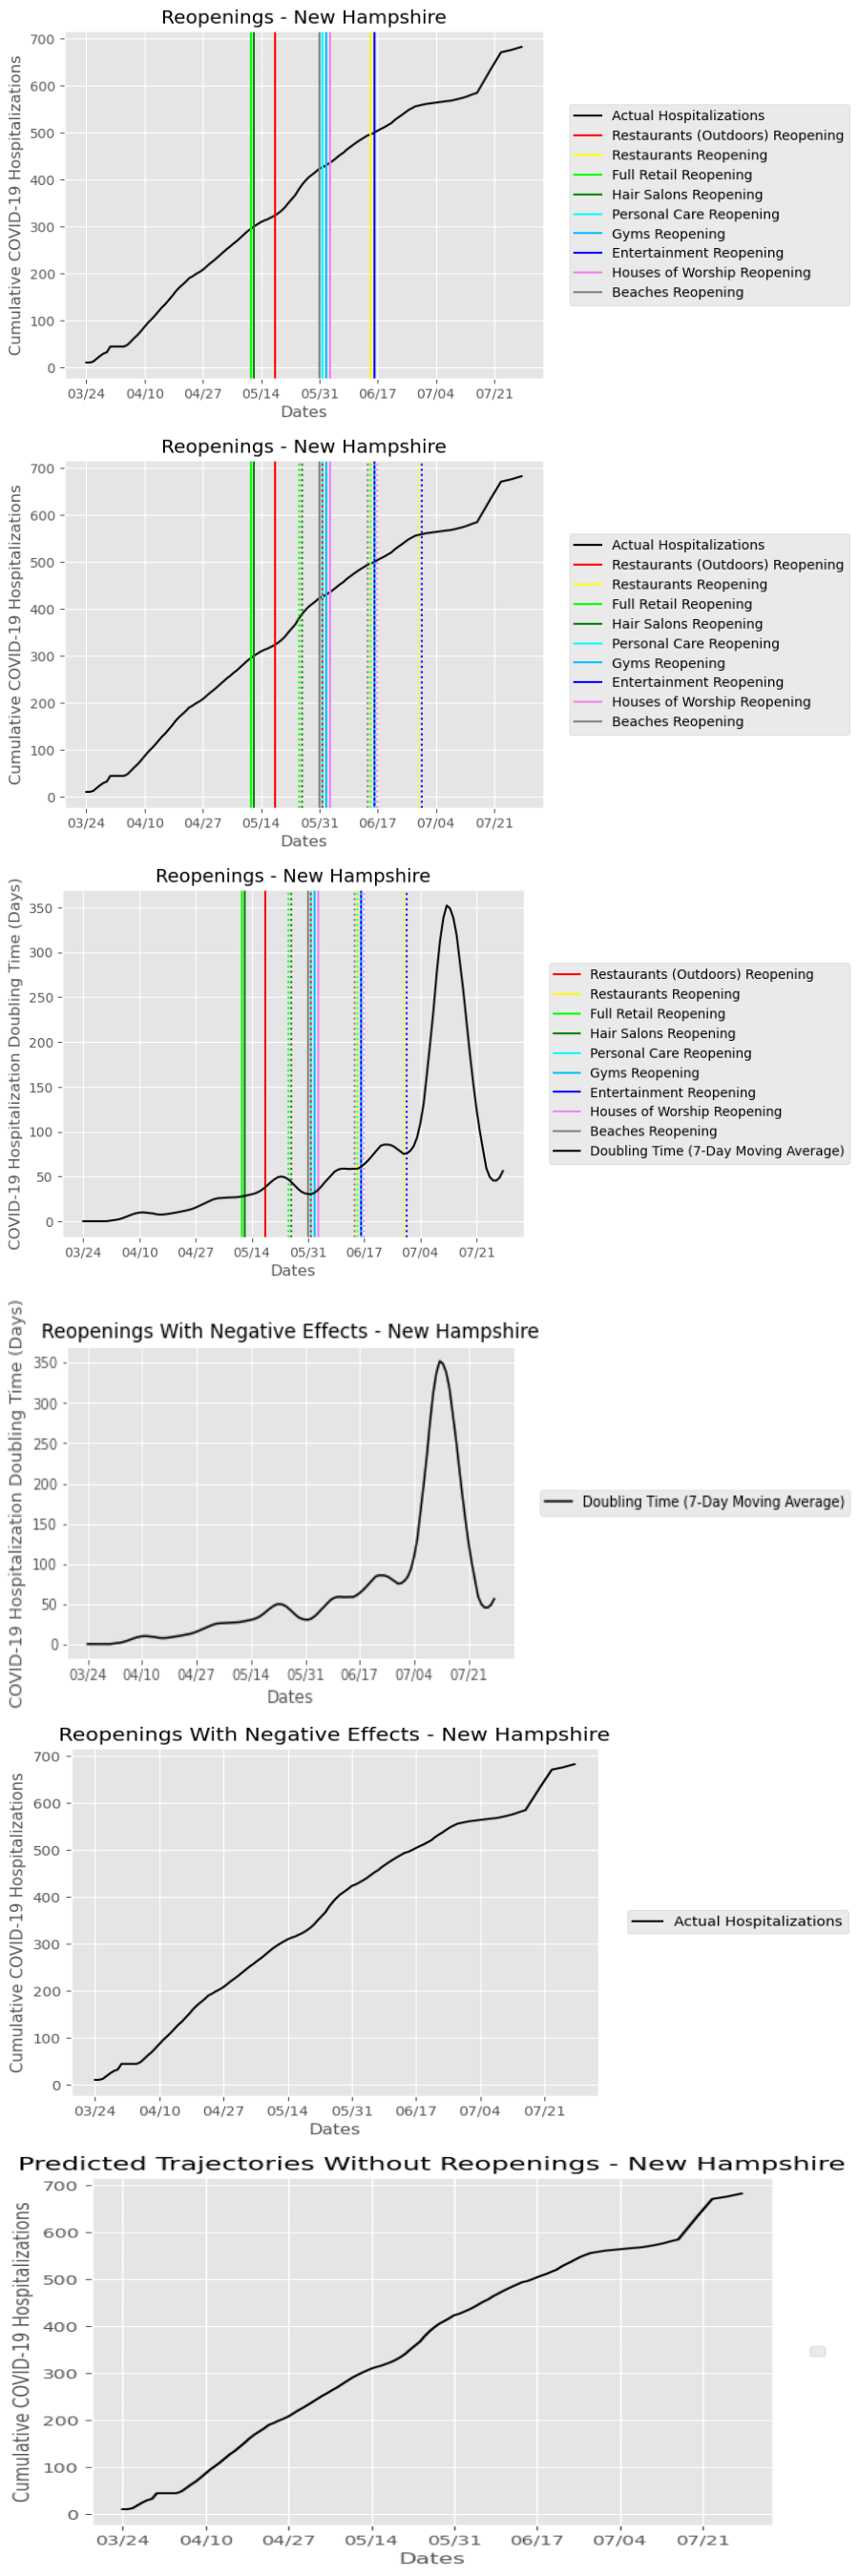 Reopenings - New Hampshire
Cumulative COVID-19 Hospitalizations
700
600
500
400
300
200
100
0
03/24 04/10 04/27 05/14 05/31 06/17 07/04 07/21
Dates
Actual Hospitalizations
Restaurants (Outdoors) Reopening
Restaurants Reopening
Full Retail Reopening
Hair Salons Reopening
Personal Care Reopening
Gyms Reopening
Entertainment Reopening
Houses of Worship Reopening
Beaches Reopening
Reopenings - New Hampshire
Cumulative COVID-19 Hospitalizations
700
600
500
400
300
200
100
0
03/24 04/10 04/27 05/14 05/31 06/17 07/04 07/21
Dates
Actual Hospitalizations
Restaurants (Outdoors) Reopening
Restaurants Reopening
Full Retail Reopening
Hair Salons Reopening
Personal Care Reopening
Gyms Reopening
Entertainment Reopening
Houses of Worship Reopening
Beaches Reopening
Reopenings - New Hampshire
COVID-19 Hospitalization Doubling Time (Days)
350
300
250
200
150
100
50
0
03/24 04/10 04/27 05/14 05/31 06/17 07/04 07/21
Dates
Restaurants (Outdoors) Reopening
Restaurants Reopening
Full Retail Reopening
Hair Salons Reopening
Personal Care Reopening
Gyms Reopening
Entertainment Reopening
Houses of Worship Reopening
Beaches Reopening
Doubling Time (7-Day Moving Average)
Reopenings With Negative Effects - New Hampshire
COVID-19 Hospitalization Doubling Time (Days)
350
300
250
200
150
100
50
0
03/24 04/10 04/27 05/14 05/31 06/17 07/04 07/21
Dates
Doubling Time (7-Day Moving Average)
Reopenings With Negative Effects - New Hampshire
Cumulative COVID-19 Hospitalizations
700
600
500
400
300
200
100
0
03/24 04/10 04/27 05/14 05/31 06/17 07/04 07/21
Dates
Actual Hospitalizations
Predicted Trajectories Without Reopenings - New Hampshire
Cumulative COVID-19 Hospitalizations
700
600
500
400
300
200
100
0
03/24 04/10 04/27 05/14 05/31 06/17 07/04 07/21
Dates